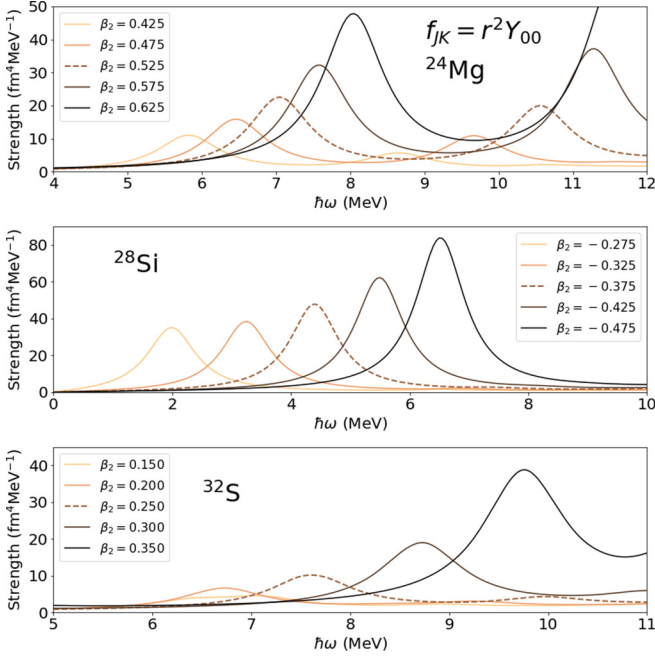 50
40
30
20
10
0
Strength (fm⁴MeV⁻¹)
β₂ = 0.425
β₂ = 0.475
β₂ = 0.525
β₂ = 0.575
β₂ = 0.625
f_JK = r²Y₀₀
²⁴Mg
4 5 6 7 8 9 10 11 12
ħω (MeV)
80
60
40
20
0
Strength (fm⁴MeV⁻¹)
²⁸Si
β₂ = −0.275
β₂ = −0.325
β₂ = −0.375
β₂ = −0.425
β₂ = −0.475
0 2 4 6 8 10
ħω (MeV)
40
30
20
10
0
Strength (fm⁴MeV⁻¹)
β₂ = 0.150
β₂ = 0.200
β₂ = 0.250
β₂ = 0.300
β₂ = 0.350
³²S
5 6 7 8 9 10 11
ħω (MeV)